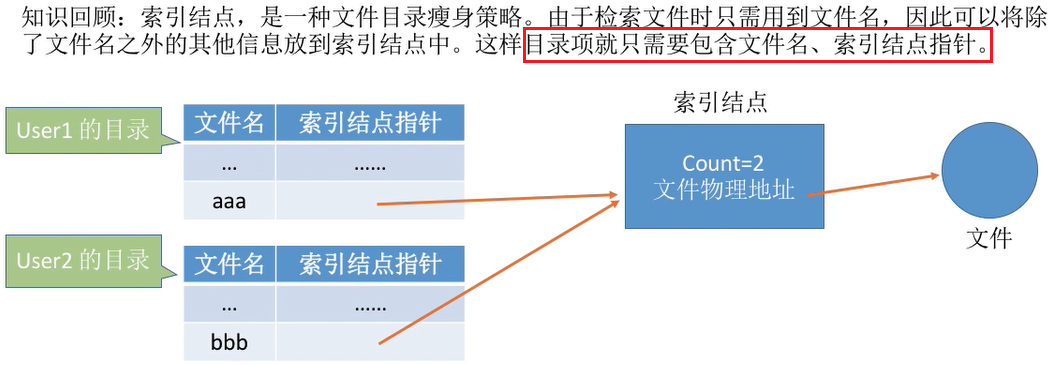 知识回顾：索引结点，是一种文件目录瘦身策略。由于检索文件时只需用到文件名，因此可以将除
了文件名之外的其他信息放到索引结点中。这样目录项就只需要包含文件名、索引结点指针。
索引结点
User1 的目录
文件名 索引结点指针
... ......
aaa
Count=2
文件物理地址
文件
User2 的目录
文件名 索引结点指针
... ......
bbb